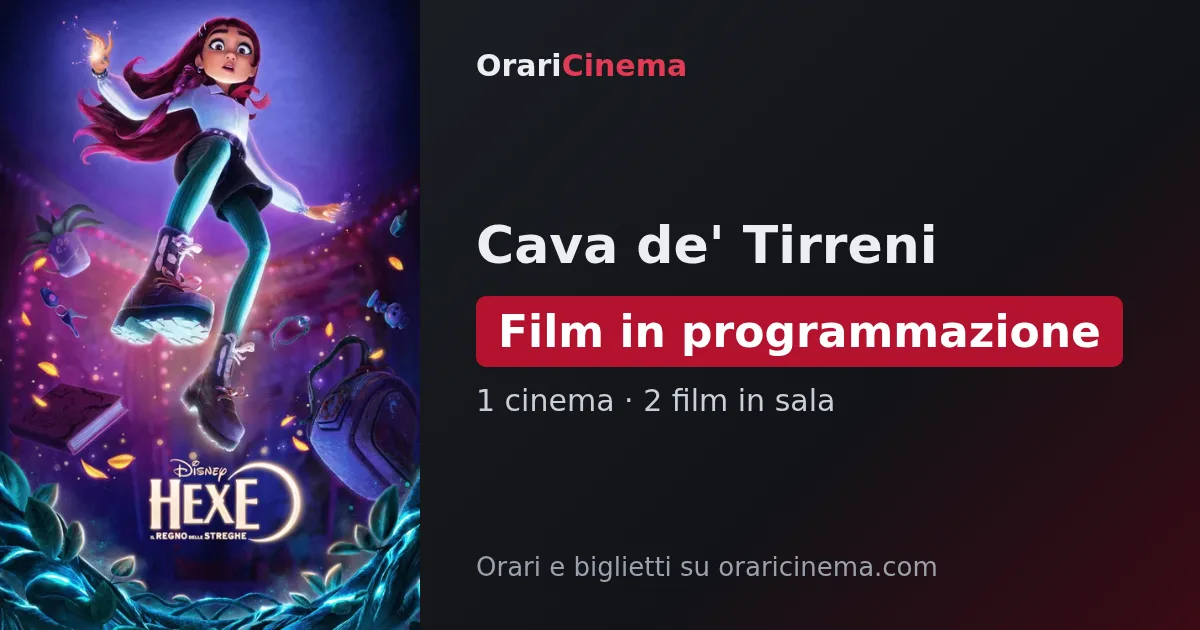 OrariCinema
Cava de' Tirreni
Film in programmazione
1 cinema · 2 film in sala
Orari e biglietti su oraricinema.com
Disney
HEXE
IL REGNO DELLE STREGHE